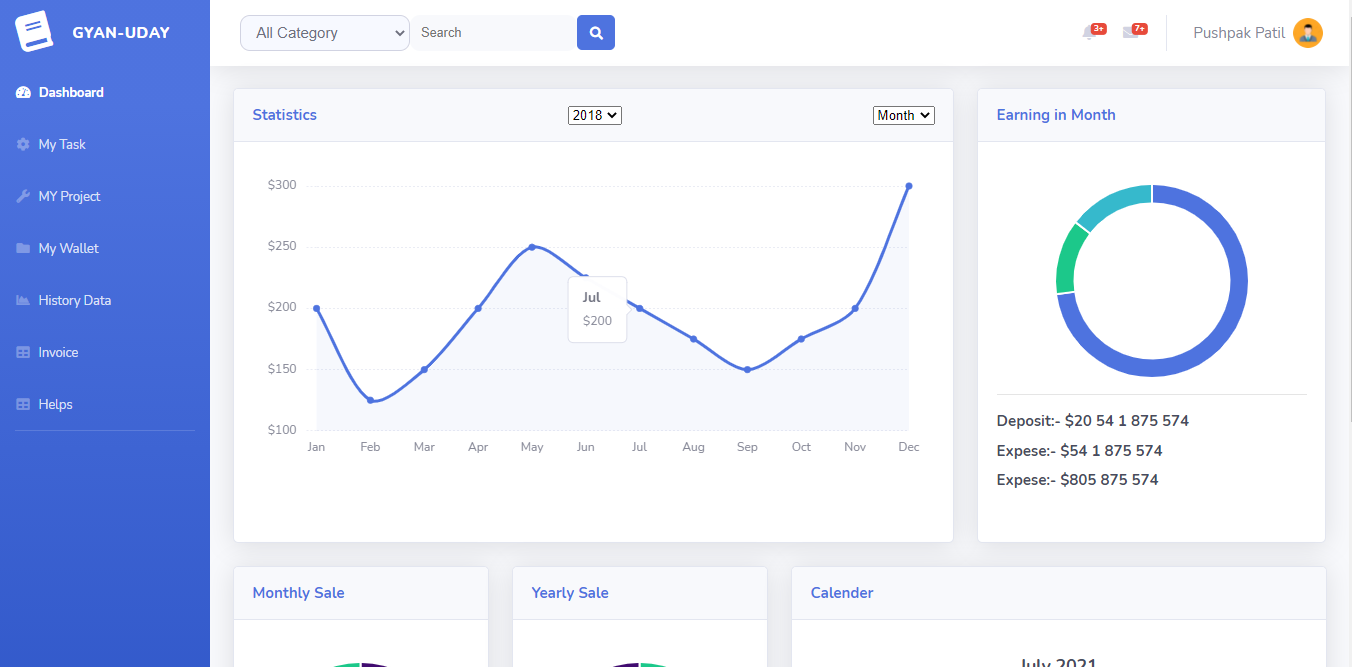 GYAN-UDAY
All Category
Search
3+
7+
Pushpak Patil
Dashboard
My Task
MY Project
My Wallet
History Data
Invoice
Helps
Statistics
2018
Month
$300
$250
$200
$150
$100
Jul
$200
Jan Feb Mar Apr May Jun Jul Aug Sep Oct Nov Dec
Earning in Month
Deposit:- $20 54 1 875 574
Expese:- $54 1 875 574
Expese:- $805 875 574
Monthly Sale
Yearly Sale
Calender
July 2021